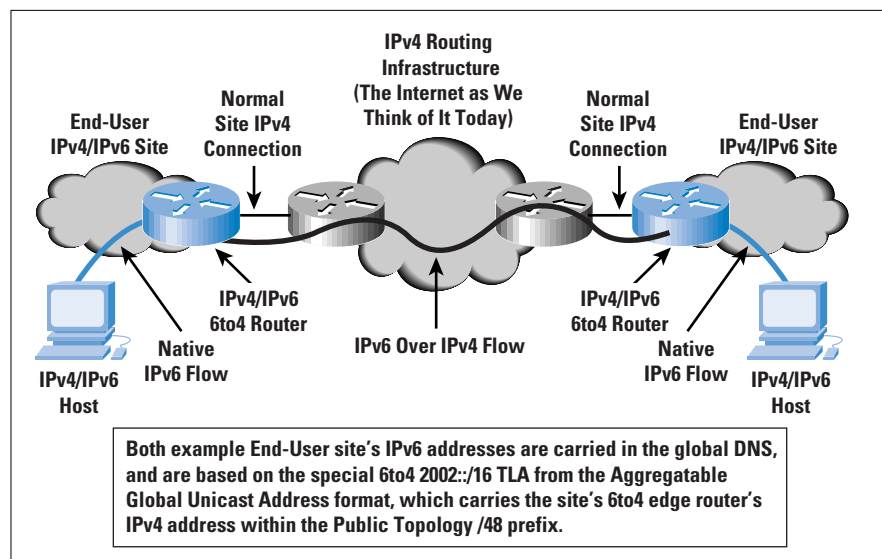 IPv4 Routing
Infrastructure
(The Internet as We
Think of It Today)
Normal
Site IPv4
Connection
Normal
Site IPv4
Connection
End-User
IPv4/IPv6 Site
End-User
IPv4/IPv6 Site
IPv4/IPv6
6to4 Router
IPv4/IPv6
6to4 Router
Native
IPv6 Flow
IPv6 Over IPv4 Flow
Native
IPv6 Flow
IPv4/IPv6
Host
IPv4/IPv6
Host
Both example End-User site's IPv6 addresses are carried in the global DNS,
and are based on the special 6to4 2002::/16 TLA from the Aggregatable
Global Unicast Address format, which carries the site's 6to4 edge router's
IPv4 address within the Public Topology /48 prefix.